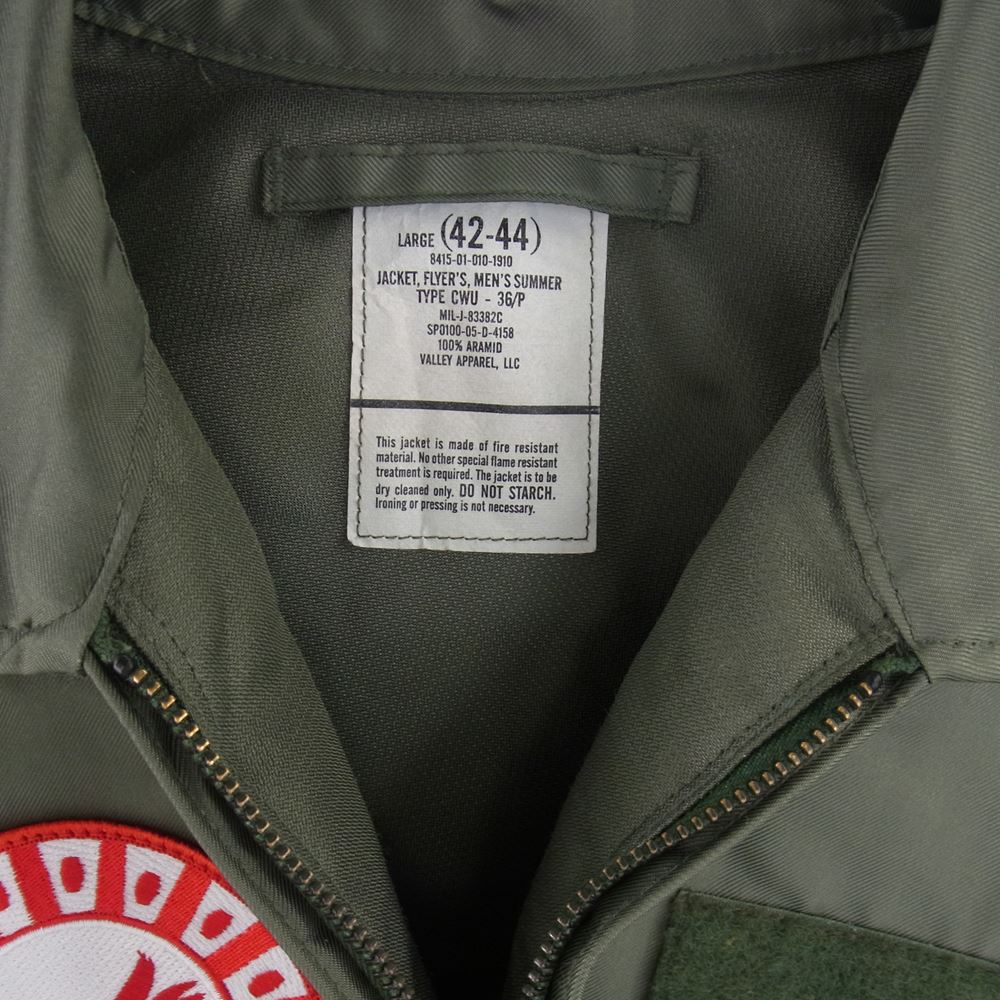 LARGE (42-44)
8415-01-010-1910
JACKET, FLYER'S, MEN'S SUMMER
TYPE CWU - 36/P
MIL-J-83382C
SP0100-05-D-4158
100% ARAMID
VALLEY APPAREL, LLC
This jacket is made of fire resistant
material. No other special flame resistant
treatment is required. The jacket is to be
dry cleaned only. DO NOT STARCH.
Ironing or pressing is not necessary.